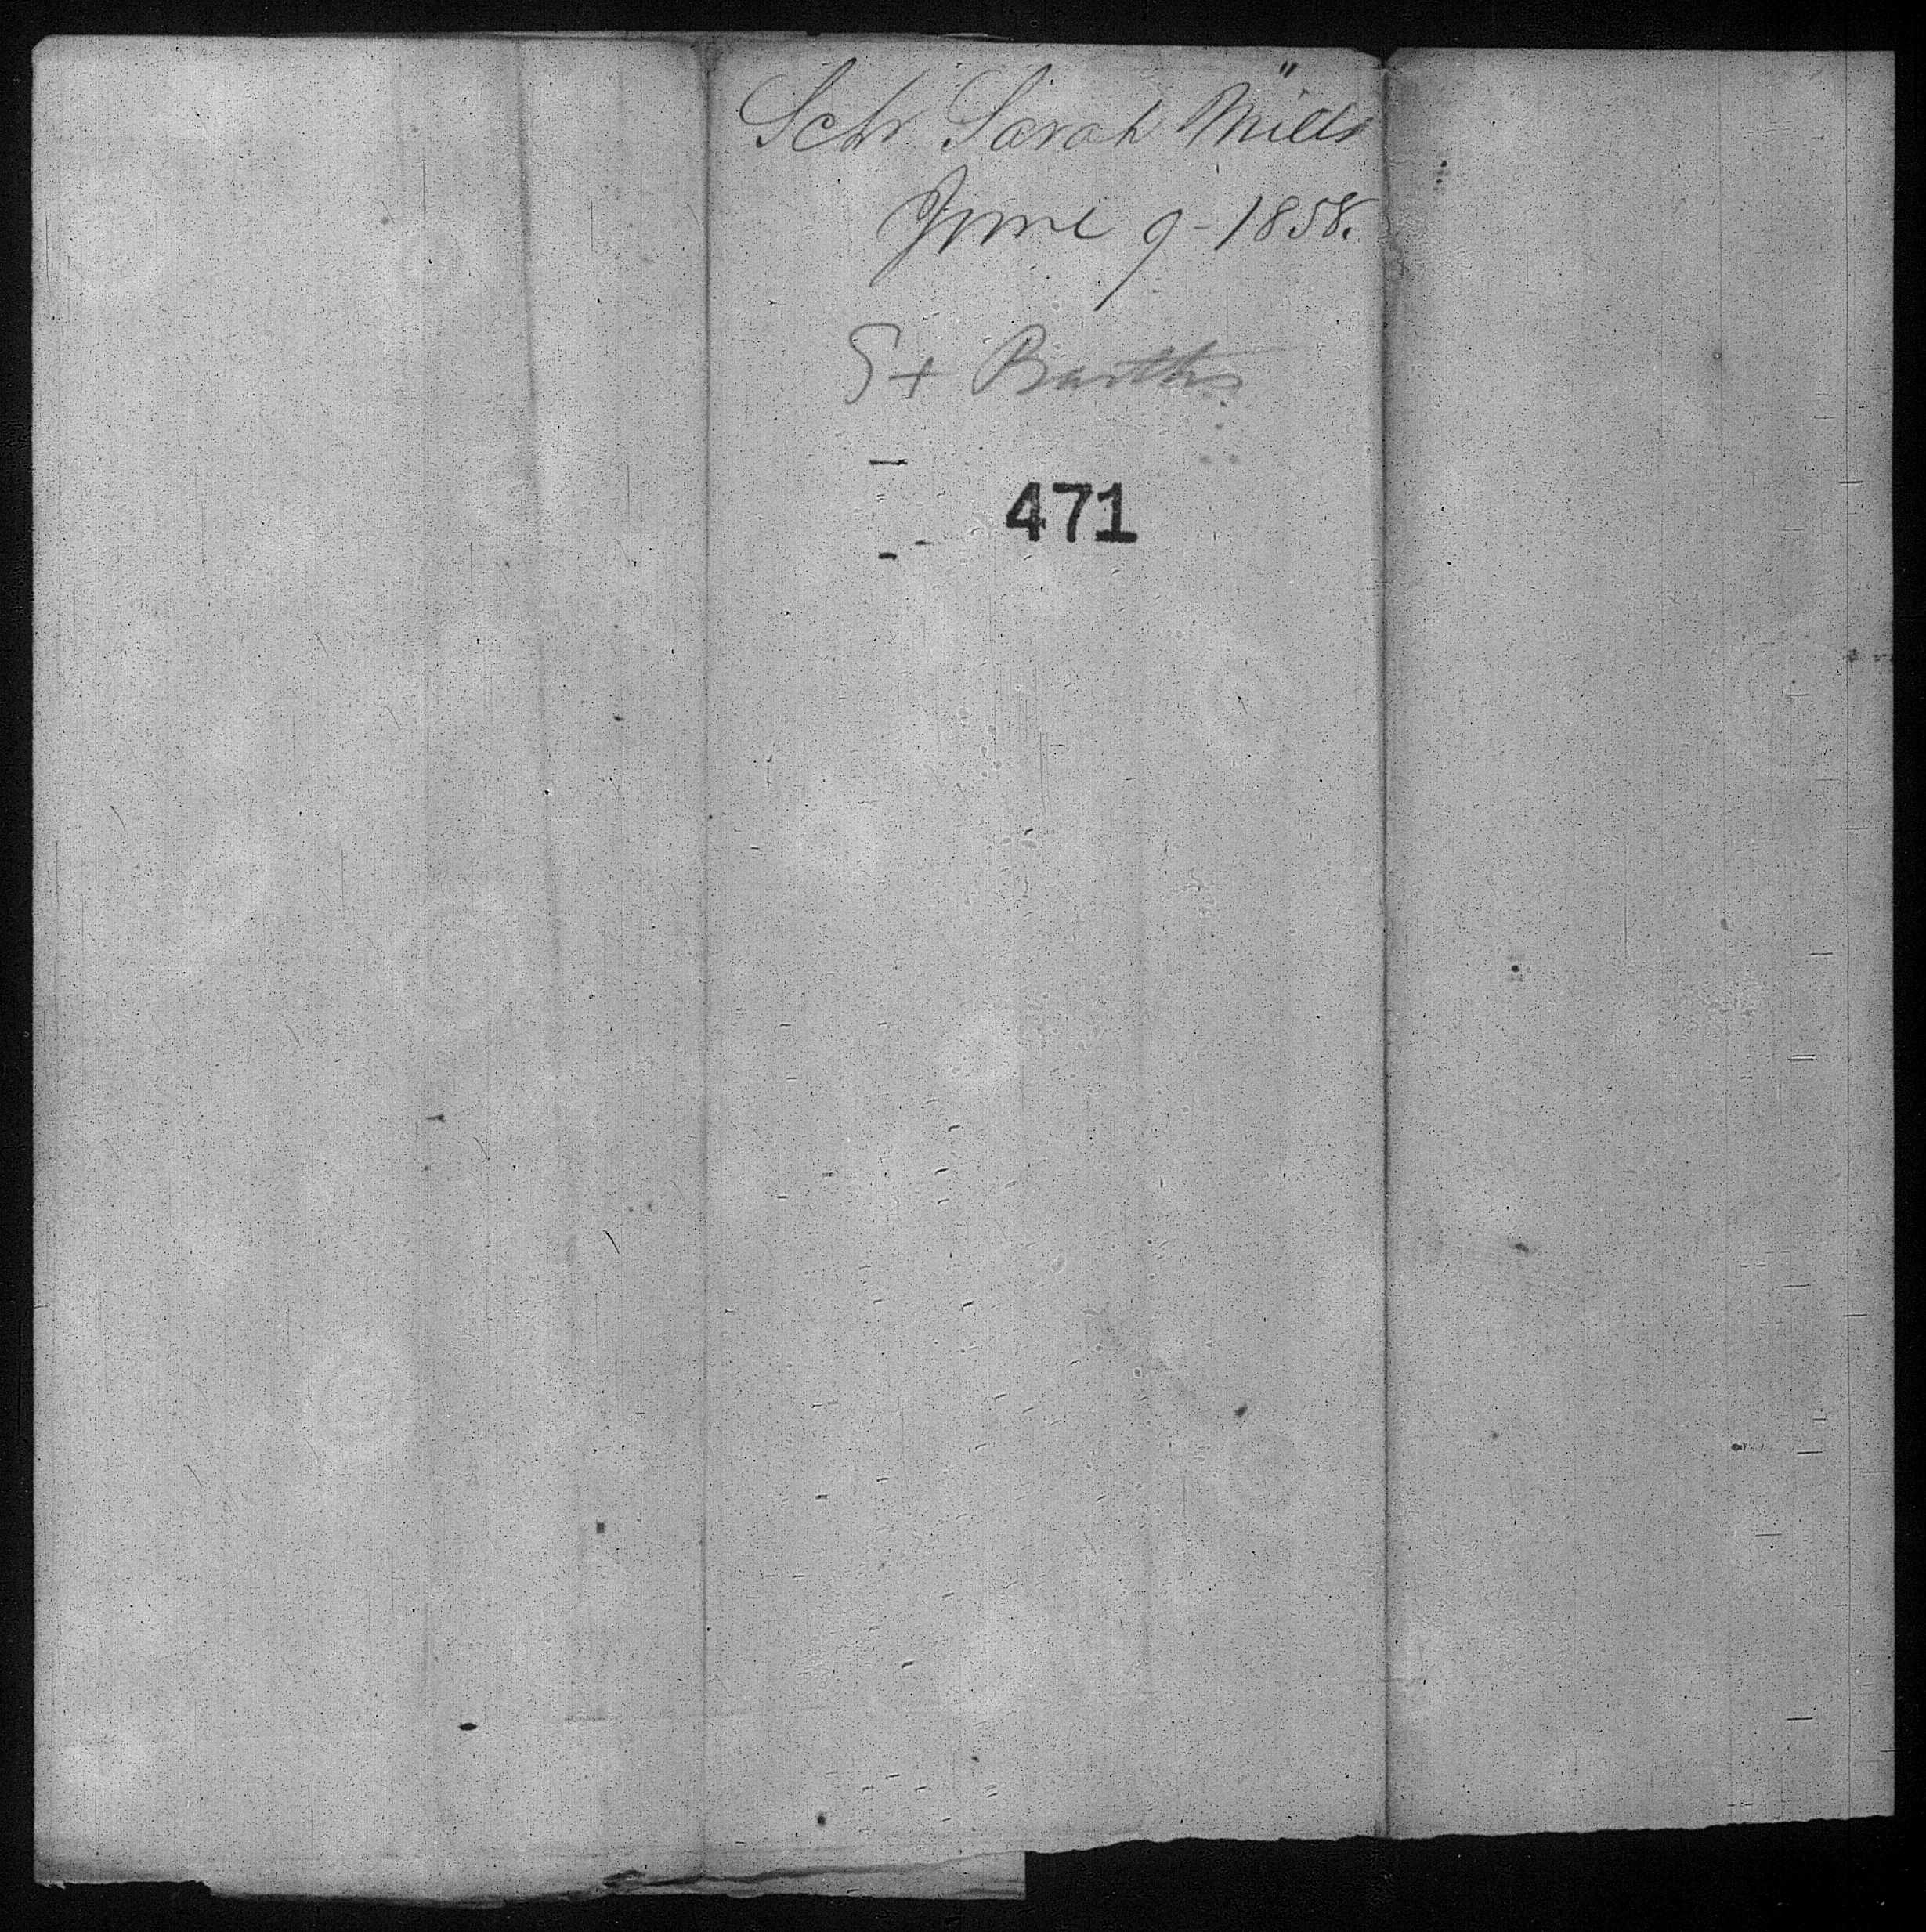 Schr Sarah Mills"
June 9-1858.
St Barths
471